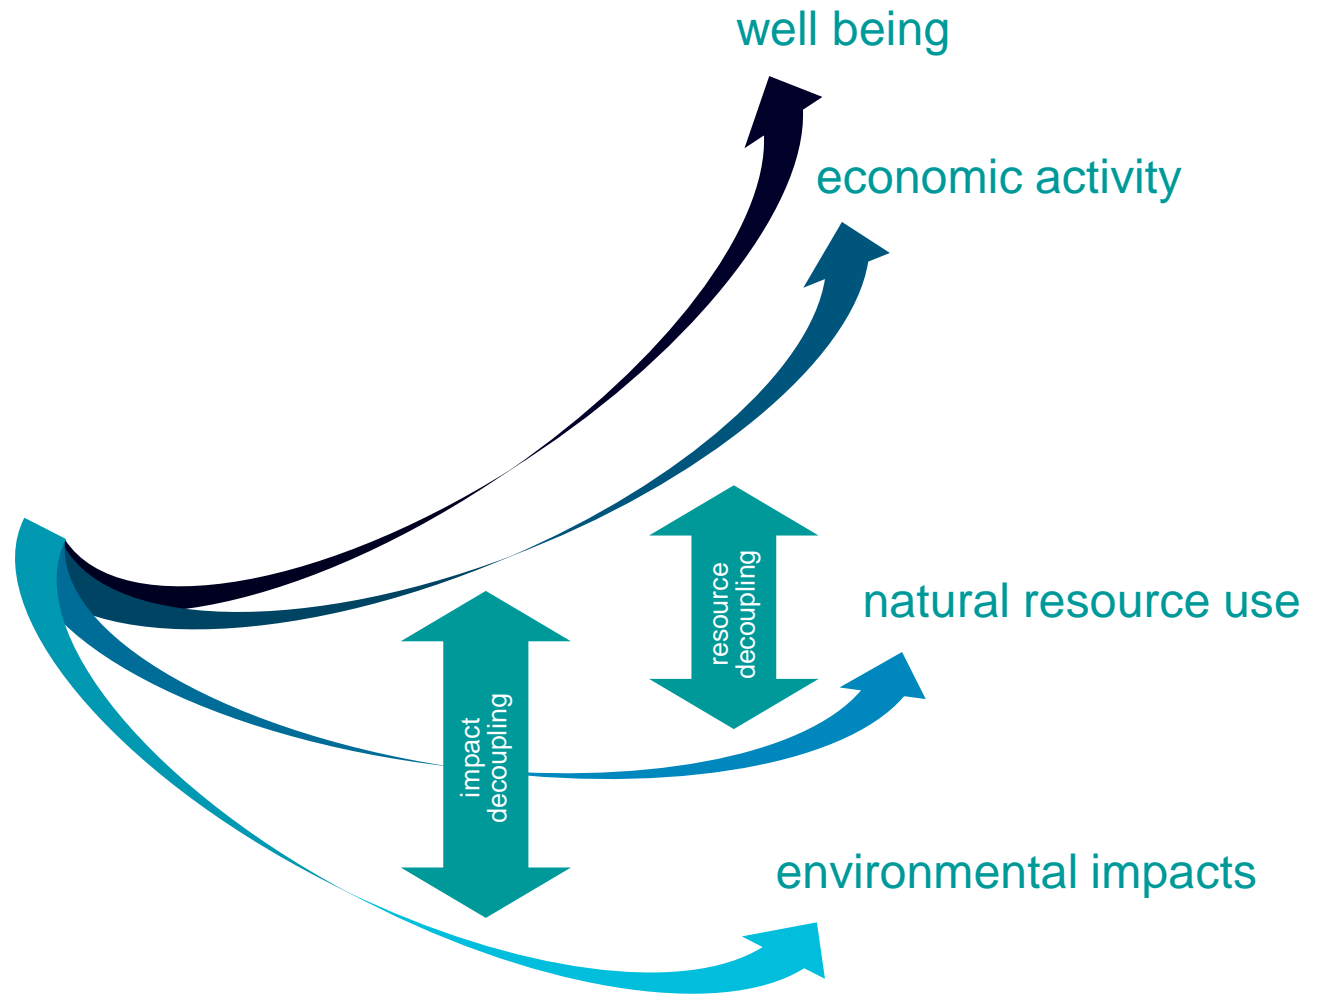 well being
economic activity
resource
decoupling
natural resource use
impact
decoupling
environmental impacts